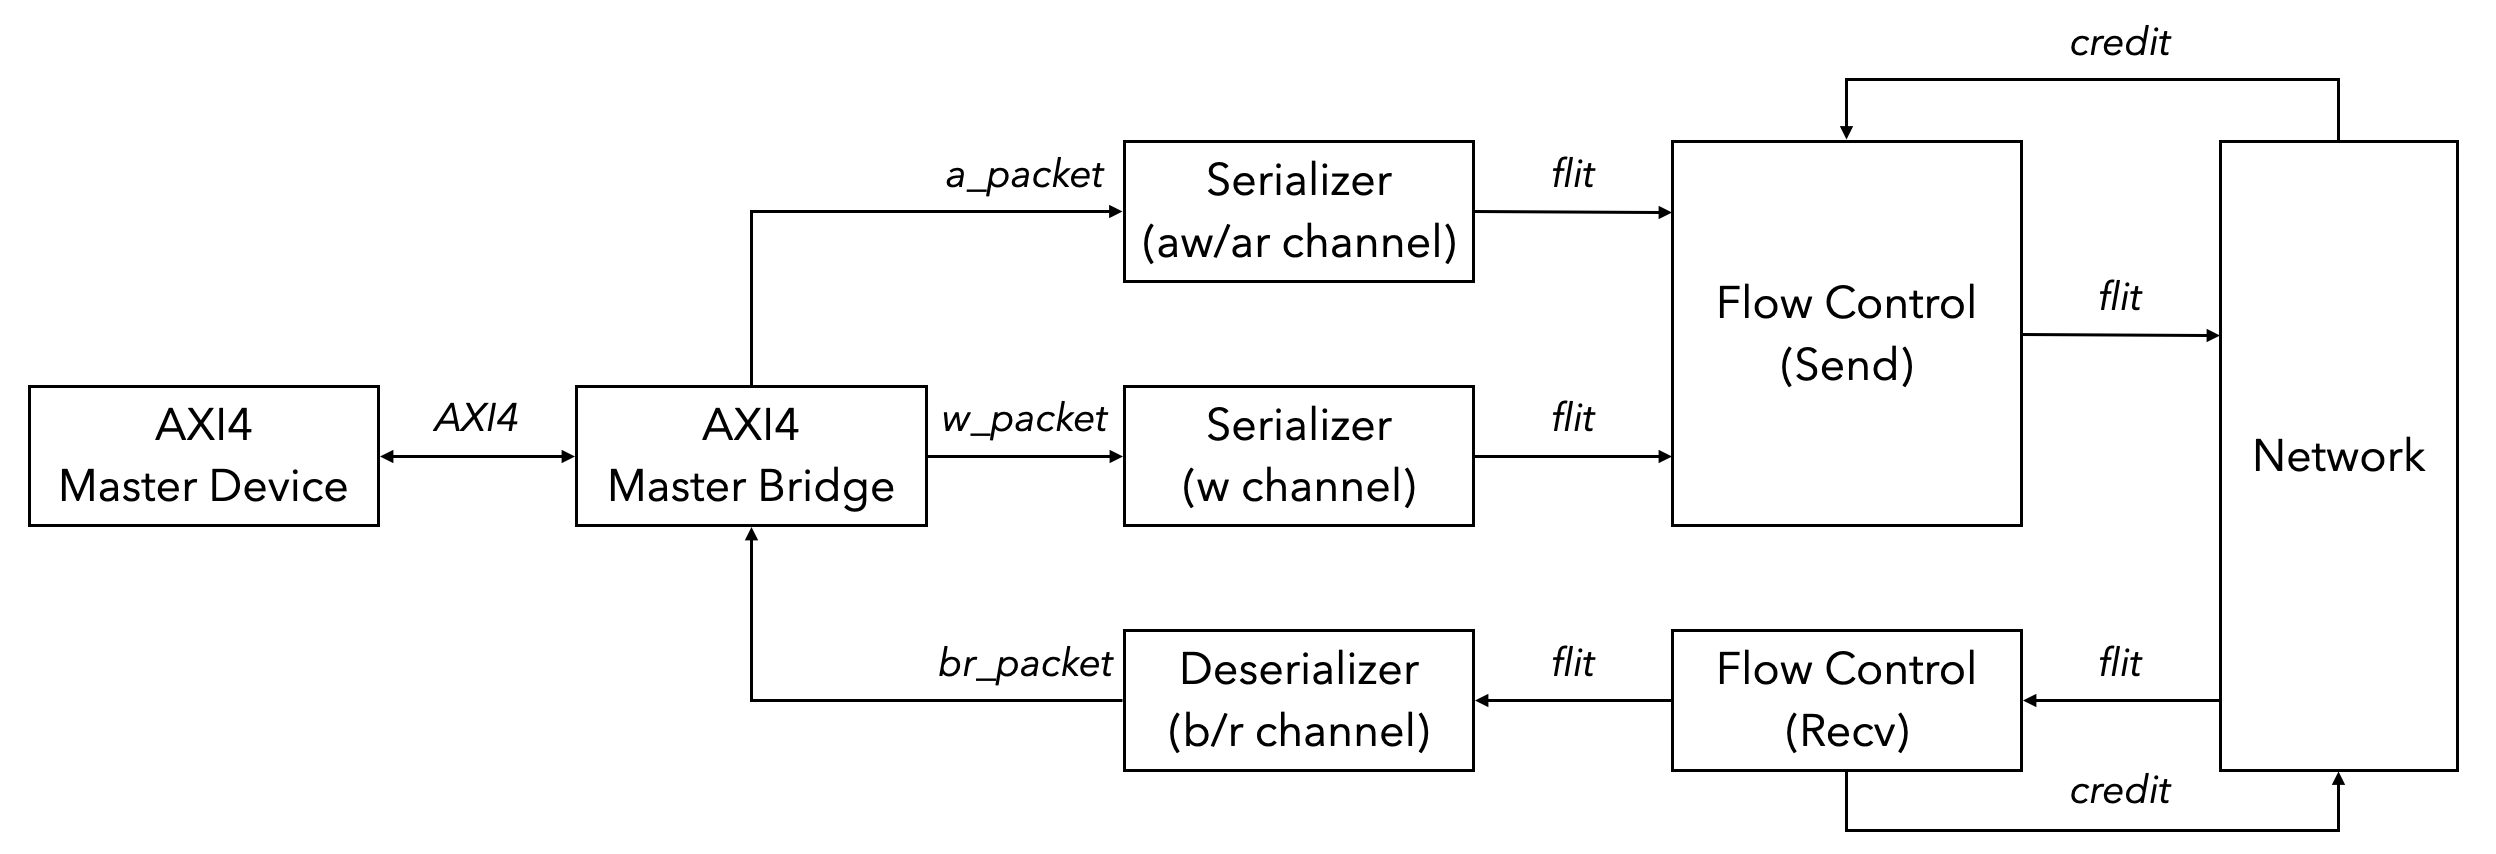 credit
a_packet
Serializer
(aw/ar channel)
flit
Flow Control
(Send)
flit
AXI4
Master Device
AXI4
AXI4
Master Bridge
w_packet
Serializer
(w channel)
flit
Network
br_packet
Deserializer
(b/r channel)
flit
Flow Control
(Recv)
flit
credit